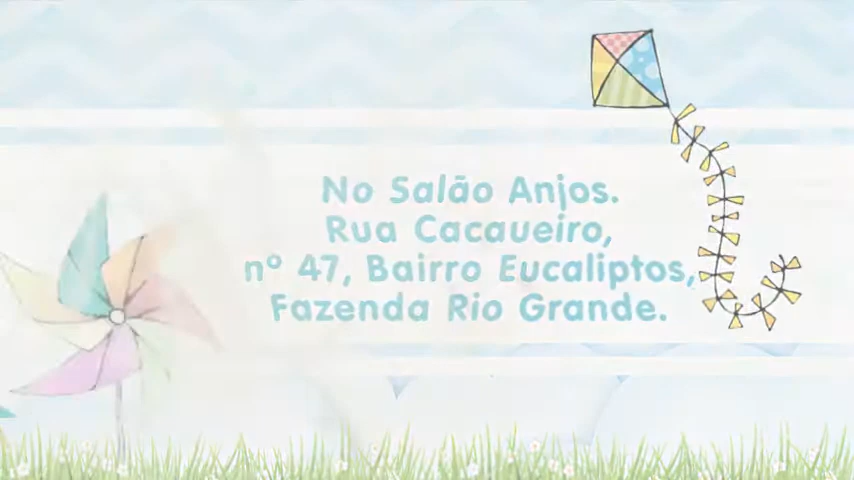 No Salão Anjos.
Rua Cacaueiro,
nº 47, Bairro Eucaliptos,
Fazenda Rio Grande.